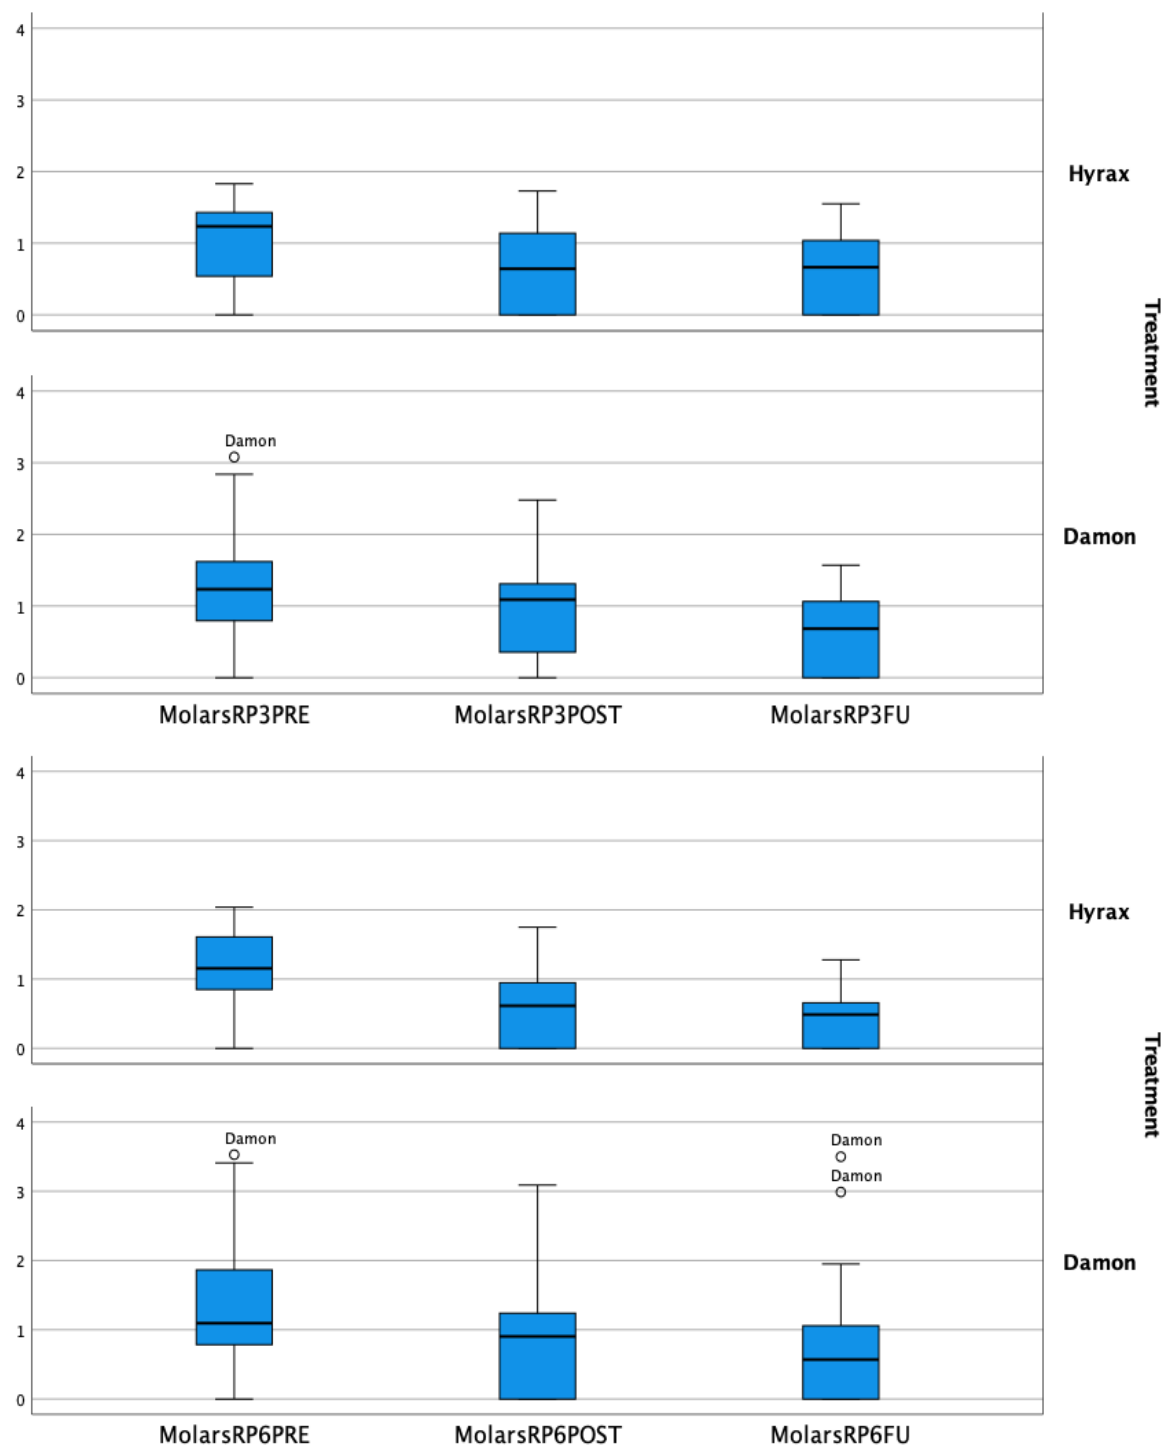 4
3
2
1
0
Hyrax
Treatment
4
3
2
1
0
Damon
Damon
MolarsRP3PRE MolarsRP3POST MolarsRP3FU
4
3
2
1
0
Hyrax
Treatment
4
3
2
1
0
Damon
Damon
Damon
Damon
MolarsRP6PRE MolarsRP6POST MolarsRP6FU